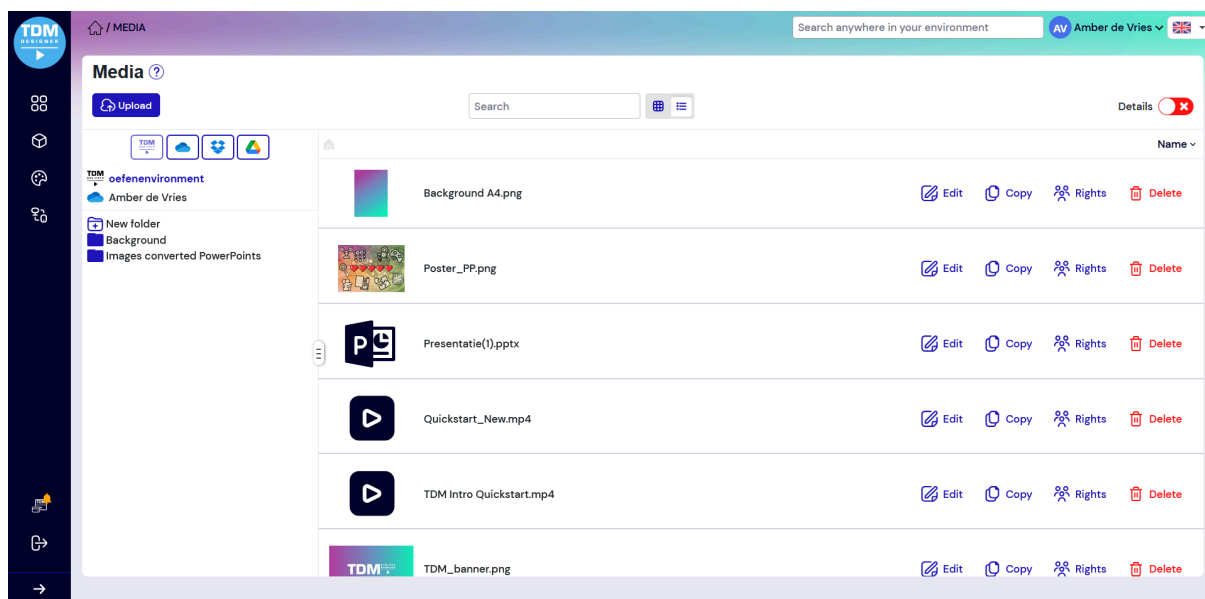 TDM
DESIGNER
/ MEDIA
Search anywhere in your environment
AV Amber de Vries
Media ?
Upload
Search
Details
TDM
Name
TDM oefenenvironment
Amber de Vries
New folder
Background
Images converted PowerPoints
Background A4.png
Edit Copy Rights Delete
Poster_PP.png
Edit Copy Rights Delete
P
Presentatie(1).pptx
Edit Copy Rights Delete
Quickstart_New.mp4
Edit Copy Rights Delete
TDM Intro Quickstart.mp4
Edit Copy Rights Delete
TDM
TDM_banner.png
Edit Copy Rights Delete